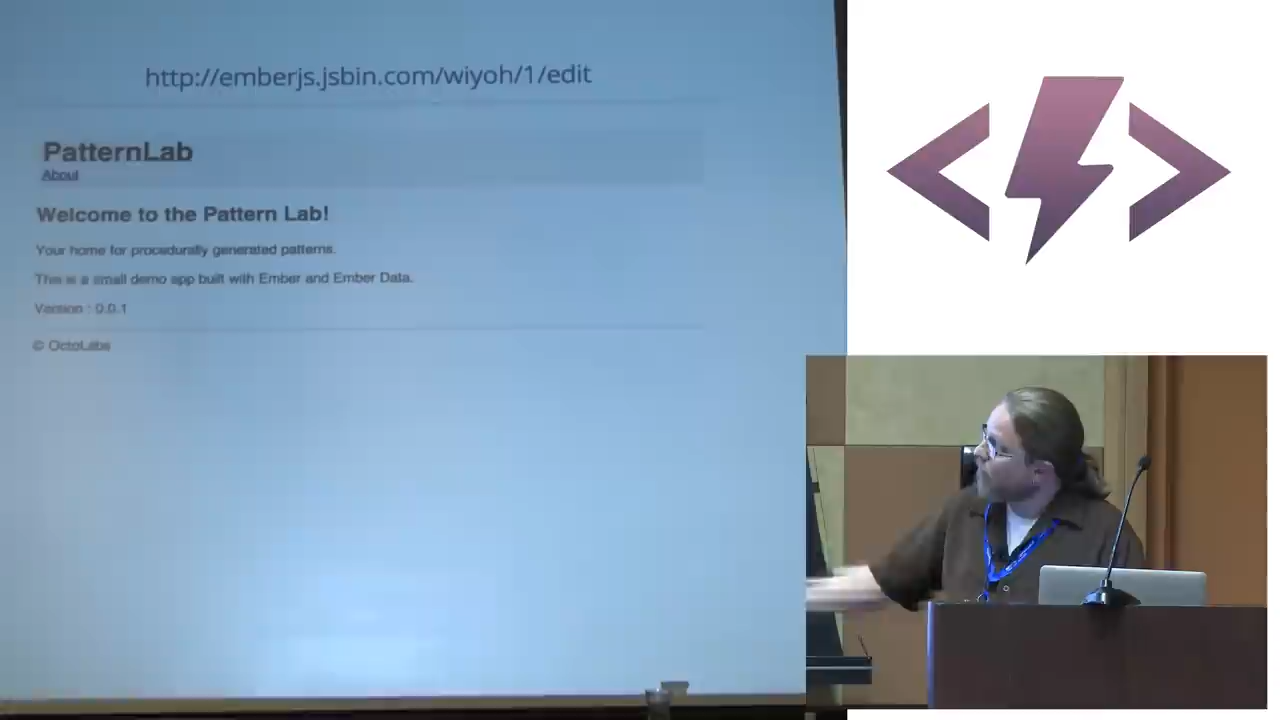 http://emberjs.jsbin.com/wiyoh/1/edit
PatternLab
About
Welcome to the Pattern Lab!
Your home for procedurally generated patterns.
This is a small demo app built with Ember and Ember Data.
Version : 0.0.1
© OctoLabs